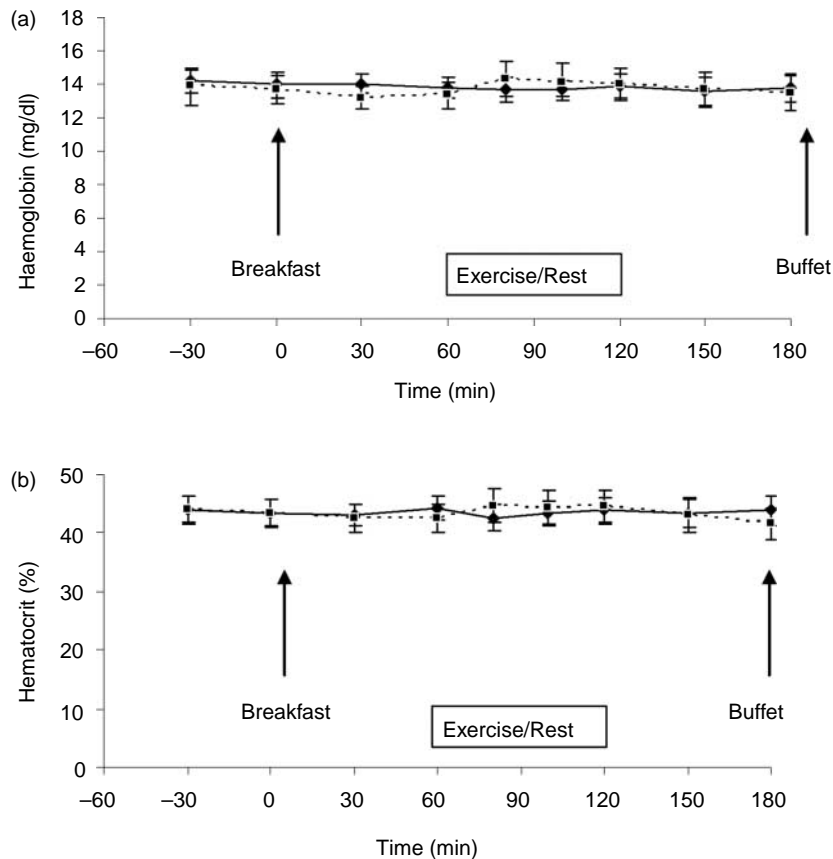 (a)
18
16
14
12
10
8
6
4
2
0
Haemoglobin (mg/dl)
Breakfast
Exercise/Rest
Buffet
–60 –30 0 30 60 90 120 150 180
Time (min)
(b)
50
40
30
20
10
0
Hematocrit (%)
Breakfast
Exercise/Rest
Buffet
–60 –30 0 30 60 90 120 150 180
Time (min)